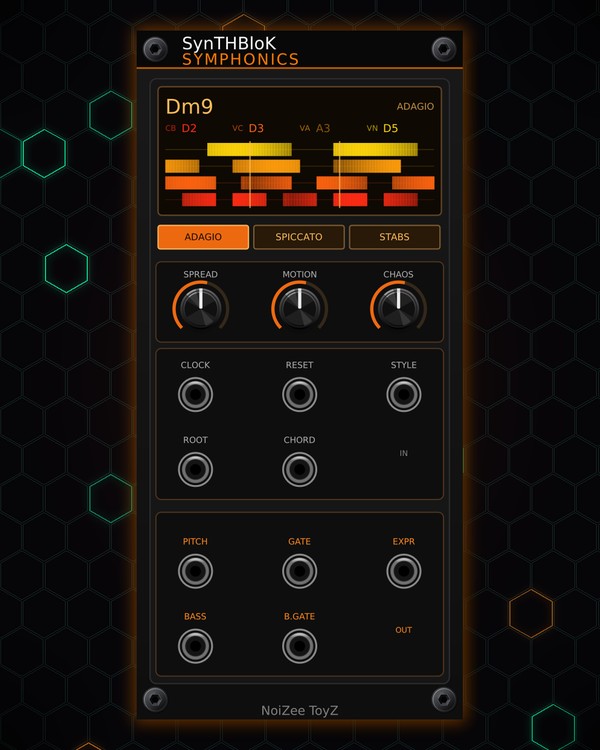 SynTHBloK
SYMPHONICS
Dm9 ADAGIO
CB D2 VC D3 VA A3 VN D5
ADAGIO SPICCATO STABS
SPREAD MOTION CHAOS
CLOCK RESET STYLE
ROOT CHORD IN
PITCH GATE EXPR
BASS B.GATE OUT
NoiZee ToyZ